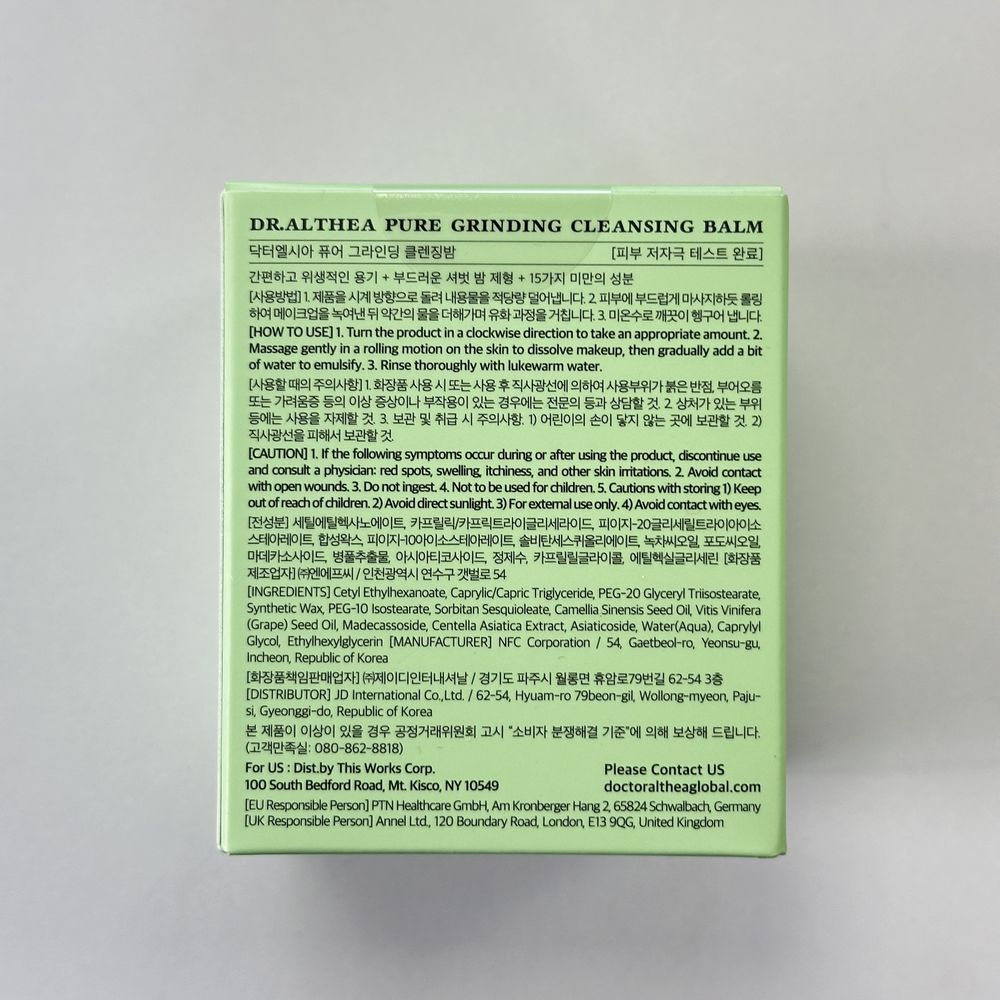 DR.ALTHEA PURE GRINDING CLEANSING BALM
닥터엘시아 퓨어 그라인딩 클렌징밤 [피부 저자극 테스트 완료]
간편하고 위생적인 용기 + 부드러운 셔벗 밤 제형 + 15가지 미만의 성분
[사용방법] 1. 제품을 시계 방향으로 돌려 내용물을 적당량 덜어냅니다. 2. 피부에 부드럽게 마사지하듯 롤링
하여 메이크업을 녹여낸 뒤 약간의 물을 더해가며 유화 과정을 거칩니다. 3. 미온수로 깨끗이 헹구어 냅니다.
[HOW TO USE] 1. Turn the product in a clockwise direction to take an appropriate amount. 2.
Massage gently in a rolling motion on the skin to dissolve makeup, then gradually add a bit
of water to emulsify. 3. Rinse thoroughly with lukewarm water.
[사용할 때의 주의사항] 1. 화장품 사용 시 또는 사용 후 직사광선에 의하여 사용부위가 붉은 반점, 부어오름
또는 가려움증 등의 이상 증상이나 부작용이 있는 경우에는 전문의 등과 상담할 것. 2. 상처가 있는 부위
등에는 사용을 자제할 것. 3. 보관 및 취급 시 주의사항. 1) 어린이의 손이 닿지 않는 곳에 보관할 것. 2)
직사광선을 피해서 보관할 것.
[CAUTION] 1. If the following symptoms occur during or after using the product, discontinue use
and consult a physician: red spots, swelling, itchiness, and other skin irritations. 2. Avoid contact
with open wounds. 3. Do not ingest. 4. Not to be used for children. 5. Cautions with storing 1) Keep
out of reach of children. 2) Avoid direct sunlight. 3) For external use only. 4) Avoid contact with eyes.
[전성분] 세틸에틸헥사노에이트, 카프릴릭/카프릭트라이글리세라이드, 피이지-20글리세릴트라이아이소
스테아레이트, 합성왁스, 피이지-10아이소스테아레이트, 솔비탄세스퀴올리에이트, 녹차씨오일, 포도씨오일,
마데카소사이드, 병풀추출물, 아시아티코사이드, 정제수, 카프릴릴글라이콜, 에틸헥실글리세린 [화장품
제조업자] ㈜엔에프씨 / 인천광역시 연수구 갯벌로 54
[INGREDIENTS] Cetyl Ethylhexanoate, Caprylic/Capric Triglyceride, PEG-20 Glyceryl Triisostearate,
Synthetic Wax, PEG-10 Isostearate, Sorbitan Sesquioleate, Camellia Sinensis Seed Oil, Vitis Vinifera
(Grape) Seed Oil, Madecassoside, Centella Asiatica Extract, Asiaticoside, Water(Aqua), Caprylyl
Glycol, Ethylhexylglycerin [MANUFACTURER] NFC Corporation / 54, Gaetbeol-ro, Yeonsu-gu,
Incheon, Republic of Korea
[화장품책임판매업자] ㈜제이디인터내셔날 / 경기도 파주시 월롱면 휴암로79번길 62-54 3층
[DISTRIBUTOR] JD International Co.,Ltd. / 62-54, Hyuam-ro 79beon-gil, Wollong-myeon, Paju-
si, Gyeonggi-do, Republic of Korea
본 제품이 이상이 있을 경우 공정거래위원회 고시 "소비자 분쟁해결 기준"에 의해 보상해 드립니다.
(고객만족실: 080-862-8818)
For US : Dist.by This Works Corp. Please Contact US
100 South Bedford Road, Mt. Kisco, NY 10549 doctoraltheaglobal.com
[EU Responsible Person] PTN Healthcare GmbH, Am Kronberger Hang 2, 65824 Schwalbach, Germany
[UK Responsible Person] Annel Ltd., 120 Boundary Road, London, E13 9QG, United Kingdom